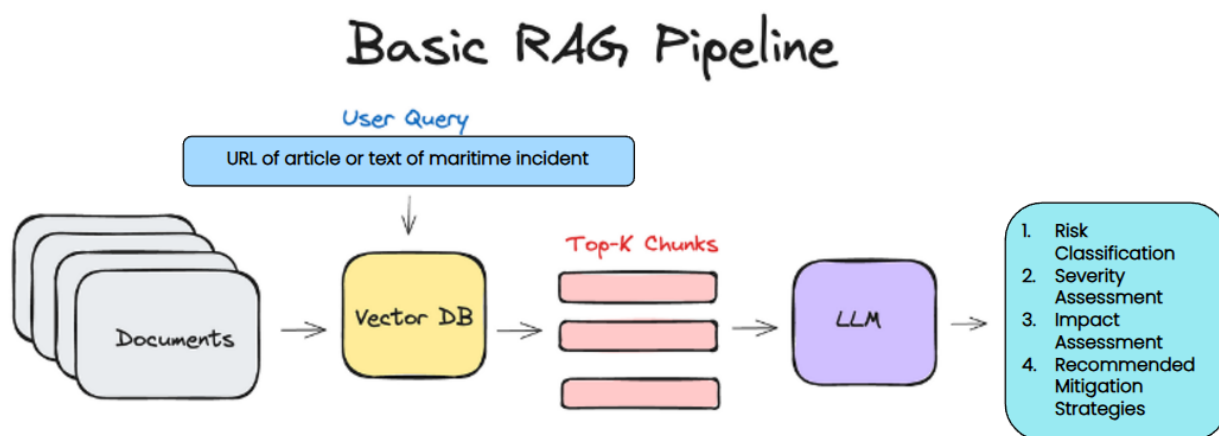 Basic RAG Pipeline
User Query
URL of article or text of maritime incident
Documents
Vector DB
Top-K Chunks
LLM
1. Risk
Classification
2. Severity
Assessment
3. Impact
Assessment
4. Recommended
Mitigation
Strategies